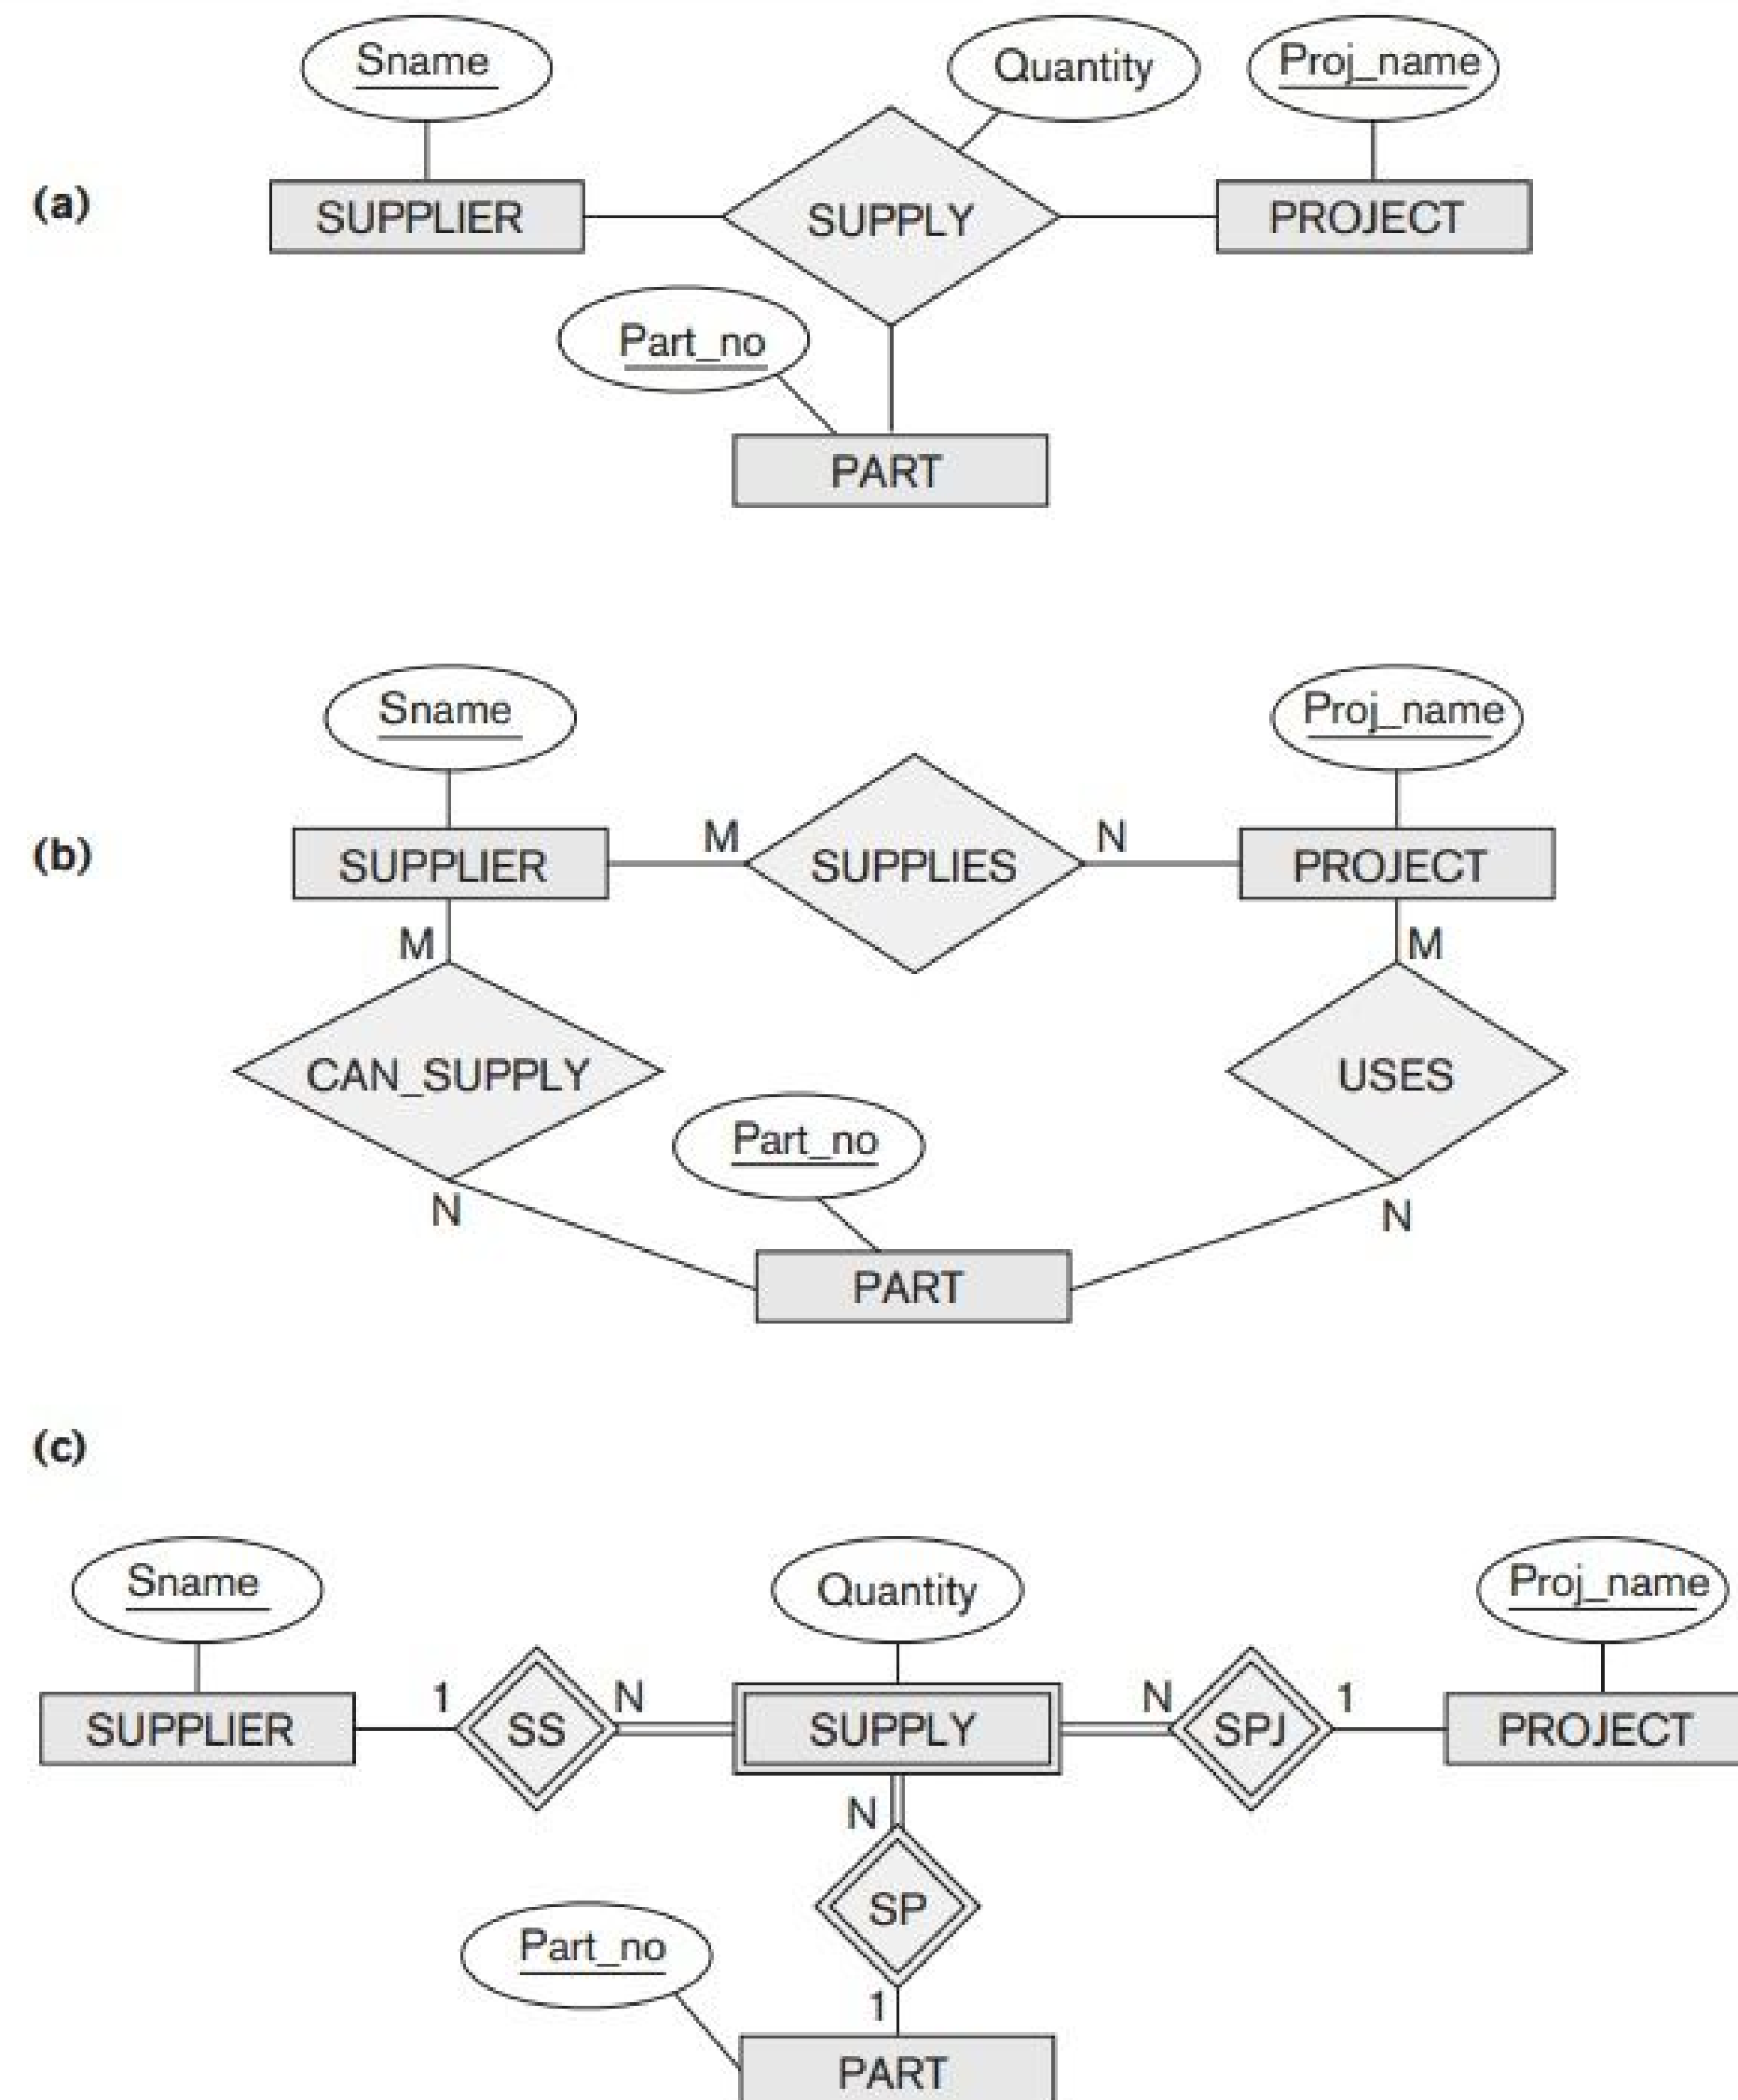 Sname
Quantity
Proj_name
(a)
SUPPLIER
SUPPLY
PROJECT
Part_no
PART
Sname
Proj_name
(b)
SUPPLIER
M
SUPPLIES
N
PROJECT
M
M
CAN_SUPPLY
USES
Part_no
N
N
PART
(c)
Sname
Quantity
Proj_name
SUPPLIER
1
SS
N
SUPPLY
N
SPJ
1
PROJECT
N
SP
Part_no
1
PART